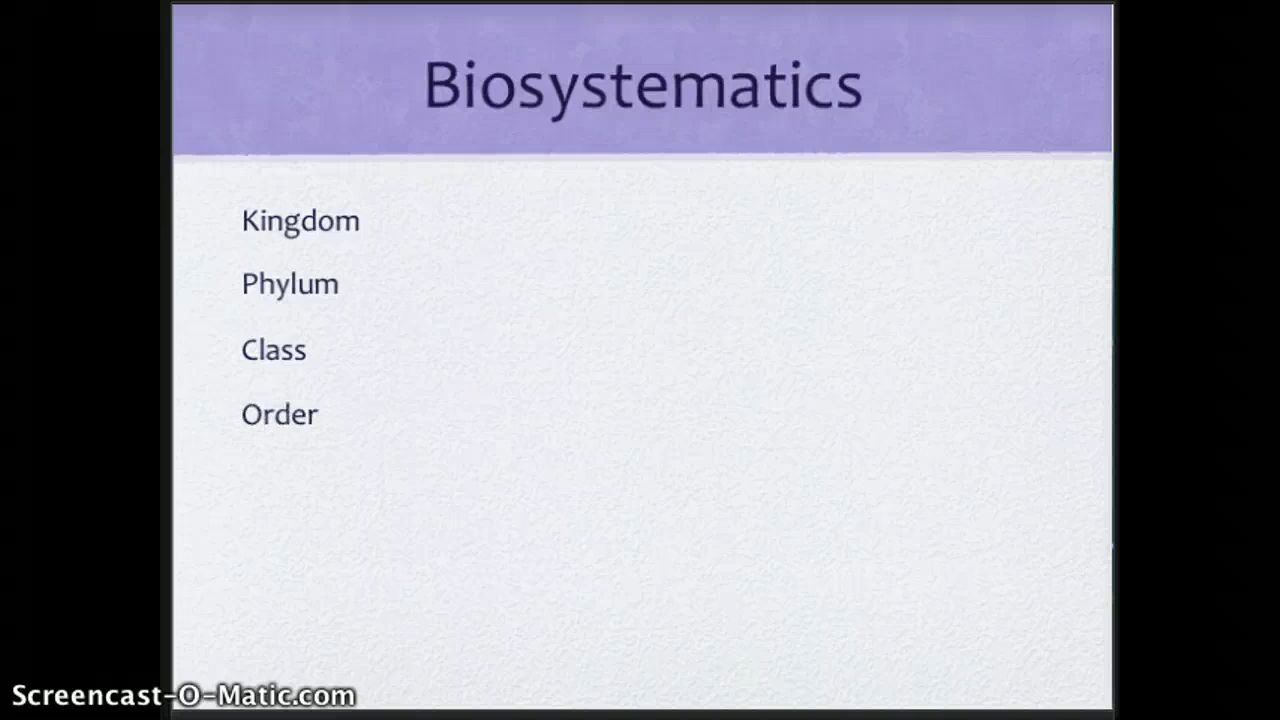 Biosystematics
Kingdom
Phylum
Class
Order
Screencast-O-Matic.com